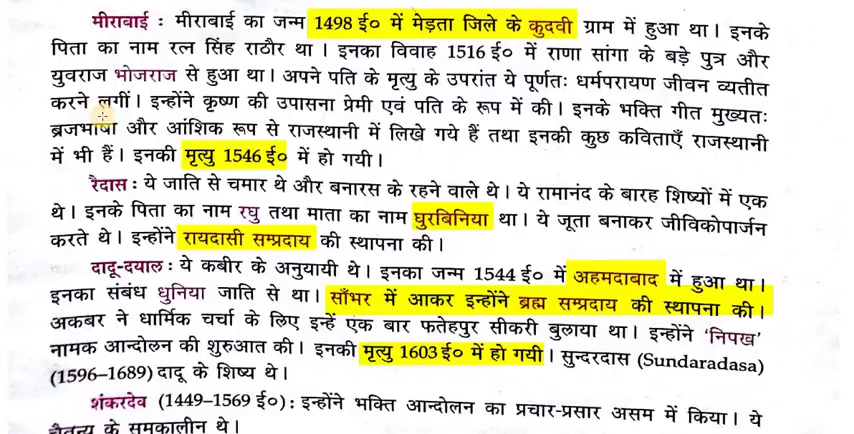 मीराबाई : मीराबाई का जन्म 1498 ई० में मेड़ता जिले के कुदवी ग्राम में हुआ था। इनके
पिता का नाम रत्न सिंह राठौर था । इनका विवाह 1516 ई० में राणा सांगा के बड़े पुत्र और
युवराज भोजराज से हुआ था। अपने पति के मृत्यु के उपरांत ये पूर्णतः धर्मपरायण जीवन व्यतीत
करने लगीं। इन्होंने कृष्ण की उपासना प्रेमी एवं पति के रूप में की। इनके भक्ति गीत मुख्यतः
ब्रजभाषा और आंशिक रूप से राजस्थानी में लिखे गये हैं तथा इनकी कुछ कविताएँ राजस्थानी
में भी हैं। इनकी मृत्यु 1546 ई० में हो गयी।
रैदास : ये जाति से चमार थे और बनारस के रहने वाले थे। ये रामानंद के बारह शिष्यों में एक
थे। इनके पिता का नाम रघु तथा माता का नाम घुरबिनिया था। ये जूता बनाकर जीविकोपार्जन
करते थे। इन्होंने रायदासी सम्प्रदाय की स्थापना की।
दादू-दयाल : ये कबीर के अनुयायी थे। इनका जन्म 1544 ई० में अहमदाबाद में हुआ था।
इनका संबंध धुनिया जाति से था। साँभर में आकर इन्होंने ब्रह्म सम्प्रदाय की स्थापना की।
अकबर ने धार्मिक चर्चा के लिए इन्हें एक बार फतेहपुर सीकरी बुलाया था। इन्होंने ‘निपख’
नामक आन्दोलन की शुरुआत की। इनकी मृत्यु 1603 ई० में हो गयी। सुन्दरदास (Sundaradasa)
(1596–1689) दादू के शिष्य थे।
शंकरदेव (1449–1569 ई०) : इन्होंने भक्ति आन्दोलन का प्रचार-प्रसार असम में किया। ये
चैतन्य के समकालीन थे।